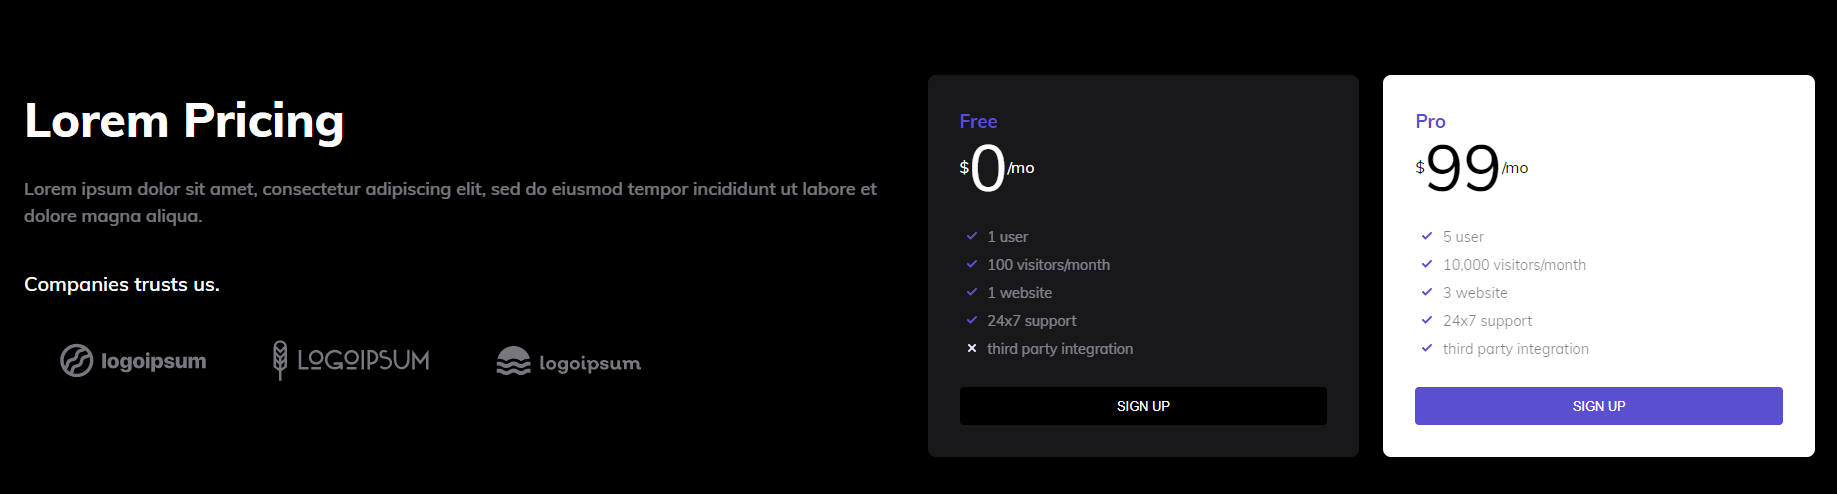 Lorem Pricing
Lorem ipsum dolor sit amet, consectetur adipiscing elit, sed do eiusmod tempor incididunt ut labore et
dolore magna aliqua.
Companies trusts us.
logoipsum
LOGOIPSUM
logoipsum
Free
$0/mo
1 user
100 visitors/month
1 website
24x7 support
third party integration
SIGN UP
Pro
$99/mo
5 user
10,000 visitors/month
3 website
24x7 support
third party integration
SIGN UP